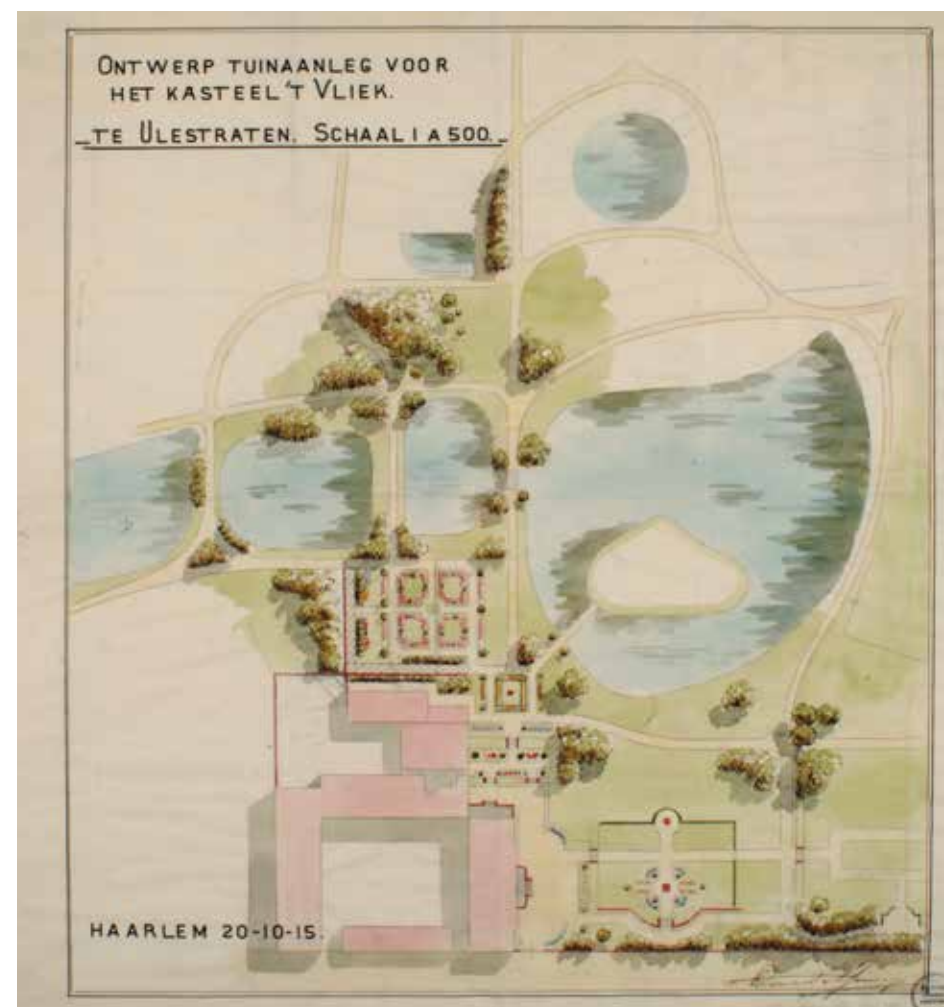 ONTWERP TUINAANLEG VOOR
HET KASTEEL 'T VLIEK.
TE ULESTRATEN. SCHAAL 1 A 500.
HAARLEM 20-10-15.